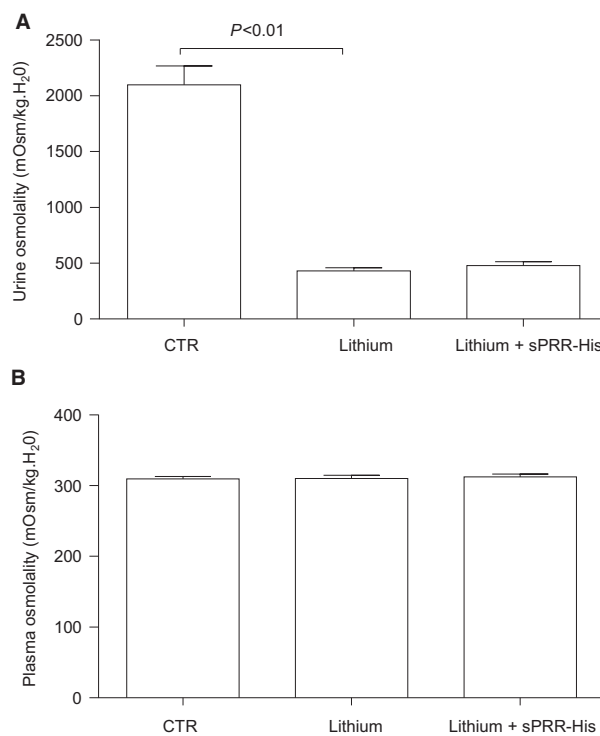 A
P<0.01
Urine osmolality (mOsm/kg.H₂0)
2500
2000
1500
1000
500
0
CTR Lithium Lithium + sPRR-His
B
Plasma osmolality (mOsm/kg.H₂0)
400
300
200
100
0
CTR Lithium Lithium + sPRR-His